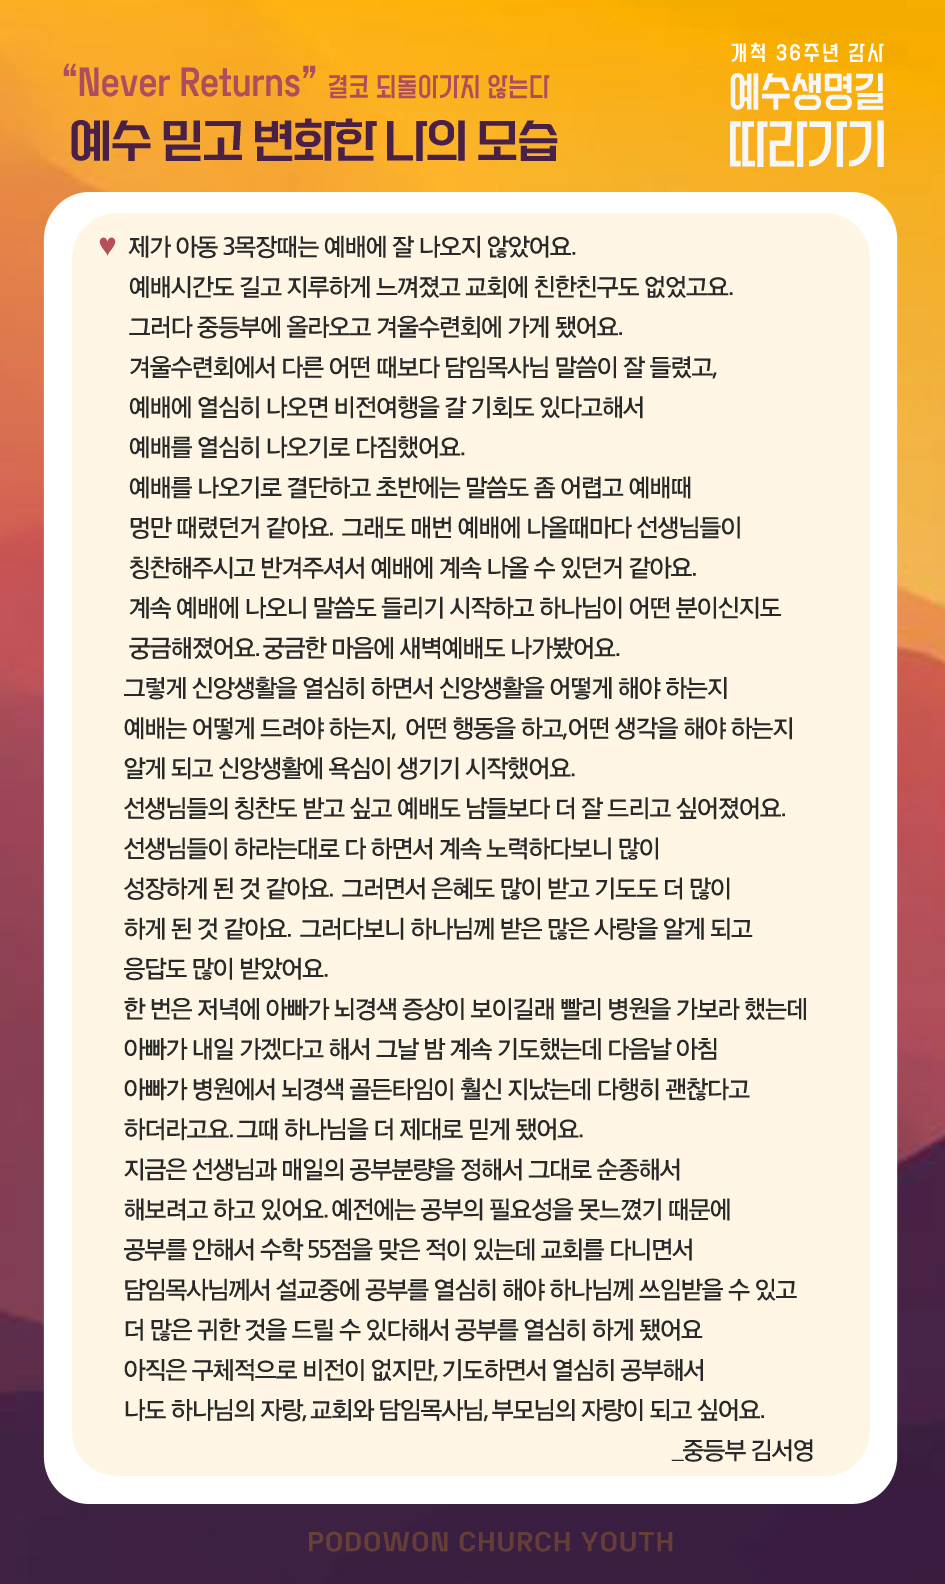 “Never Returns” 결코 되돌아가지 않는다
예수 믿고 변화한 나의 모습
개척 36주년 감사
예수생명길
따라가기
♥ 제가 아동 3목장때는 예배에 잘 나오지 않았어요.
예배시간도 길고 지루하게 느껴졌고 교회에 친한친구도 없었고요.
그러다 중등부에 올라오고 겨울수련회에 가게 됐어요.
겨울수련회에서 다른 어떤 때보다 담임목사님 말씀이 잘 들렸고,
예배에 열심히 나오면 비전여행을 갈 기회도 있다고해서
예배를 열심히 나오기로 다짐했어요.
예배를 나오기로 결단하고 초반에는 말씀도 좀 어렵고 예배때
멍만 때렸던거 같아요. 그래도 매번 예배에 나올때마다 선생님들이
칭찬해주시고 반겨주셔서 예배에 계속 나올 수 있던거 같아요.
계속 예배에 나오니 말씀도 들리기 시작하고 하나님이 어떤 분이신지도
궁금해졌어요. 궁금한 마음에 새벽예배도 나가봤어요.
그렇게 신앙생활을 열심히 하면서 신앙생활을 어떻게 해야 하는지
예배는 어떻게 드려야 하는지, 어떤 행동을 하고,어떤 생각을 해야 하는지
알게 되고 신앙생활에 욕심이 생기기 시작했어요.
선생님들의 칭찬도 받고 싶고 예배도 남들보다 더 잘 드리고 싶어졌어요.
선생님들이 하라는대로 다 하면서 계속 노력하다보니 많이
성장하게 된 것 같아요. 그러면서 은혜도 많이 받고 기도도 더 많이
하게 된 것 같아요. 그러다보니 하나님께 받은 많은 사랑을 알게 되고
응답도 많이 받았어요.
한 번은 저녁에 아빠가 뇌경색 증상이 보이길래 빨리 병원을 가보라 했는데
아빠가 내일 가겠다고 해서 그날 밤 계속 기도했는데 다음날 아침
아빠가 병원에서 뇌경색 골든타임이 훨신 지났는데 다행히 괜찮다고
하더라고요. 그때 하나님을 더 제대로 믿게 됐어요.
지금은 선생님과 매일의 공부분량을 정해서 그대로 순종해서
해보려고 하고 있어요. 예전에는 공부의 필요성을 못느꼈기 때문에
공부를 안해서 수학 55점을 맞은 적이 있는데 교회를 다니면서
담임목사님께서 설교중에 공부를 열심히 해야 하나님께 쓰임받을 수 있고
더 많은 귀한 것을 드릴 수 있다해서 공부를 열심히 하게 됐어요
아직은 구체적으로 비전이 없지만, 기도하면서 열심히 공부해서
나도 하나님의 자랑, 교회와 담임목사님, 부모님의 자랑이 되고 싶어요.
_중등부 김서영
PODOWON CHURCH YOUTH